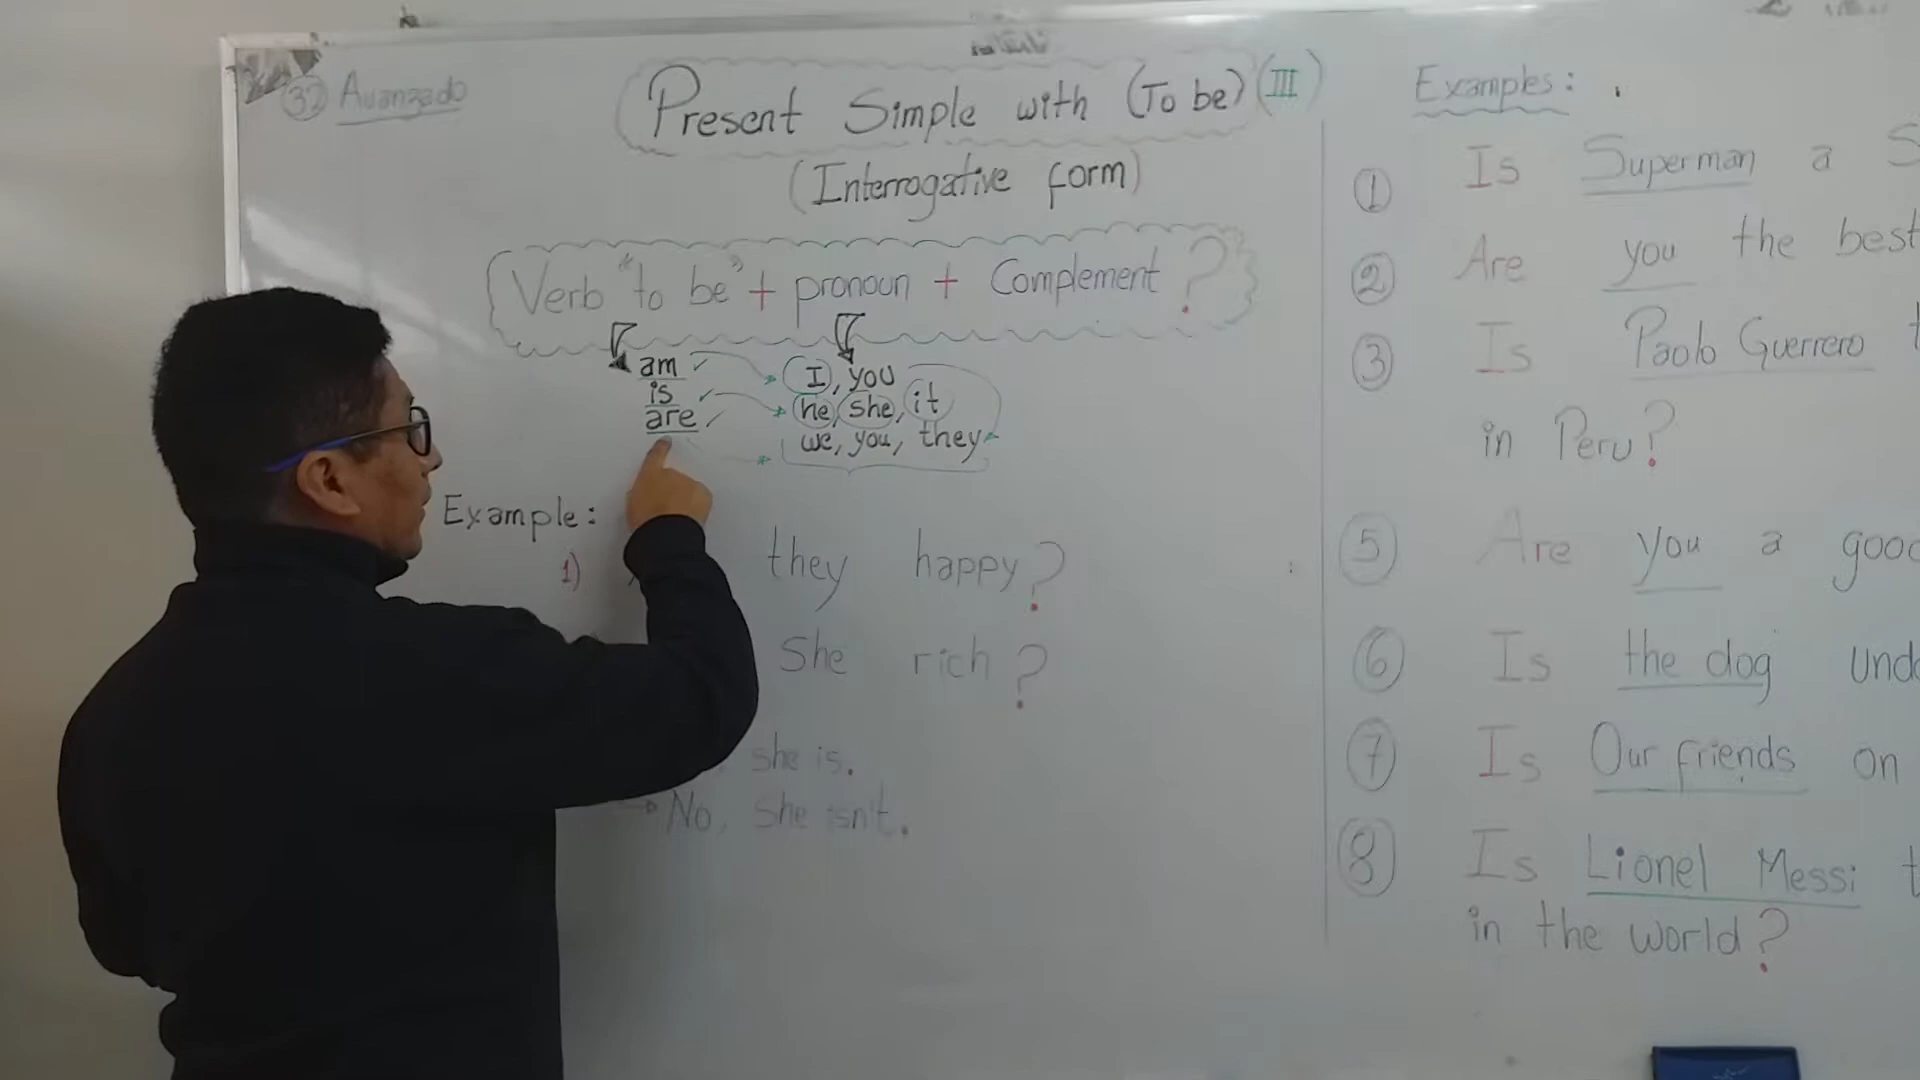 32 Avanzado
Present Simple with (To be) (III)
(Interrogative form)
Verb "to be" + pronoun + Complement ?
am
is
are
I, you
he, she, it
we, you, they
Example:
1) they happy?
She rich?
she is.
No, she isn't.
Examples:
1 Is Superman a S
2 Are you the best
3 Is Paolo Guerrero t
in Peru?
5 Are you a good
6 Is the dog und
7 Is Our friends on
8 Is Lionel Messi t
in the world?